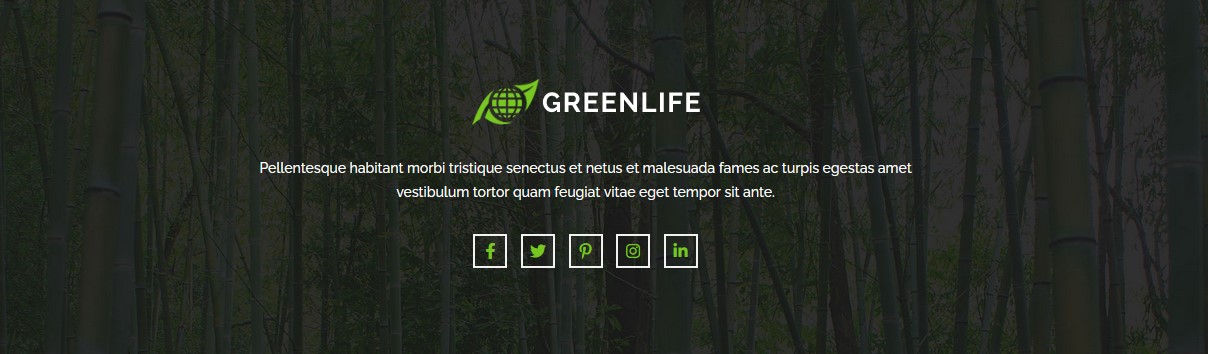 GREENLIFE
Pellentesque habitant morbi tristique senectus et netus et malesuada fames ac turpis egestas amet
vestibulum tortor quam feugiat vitae eget tempor sit ante.